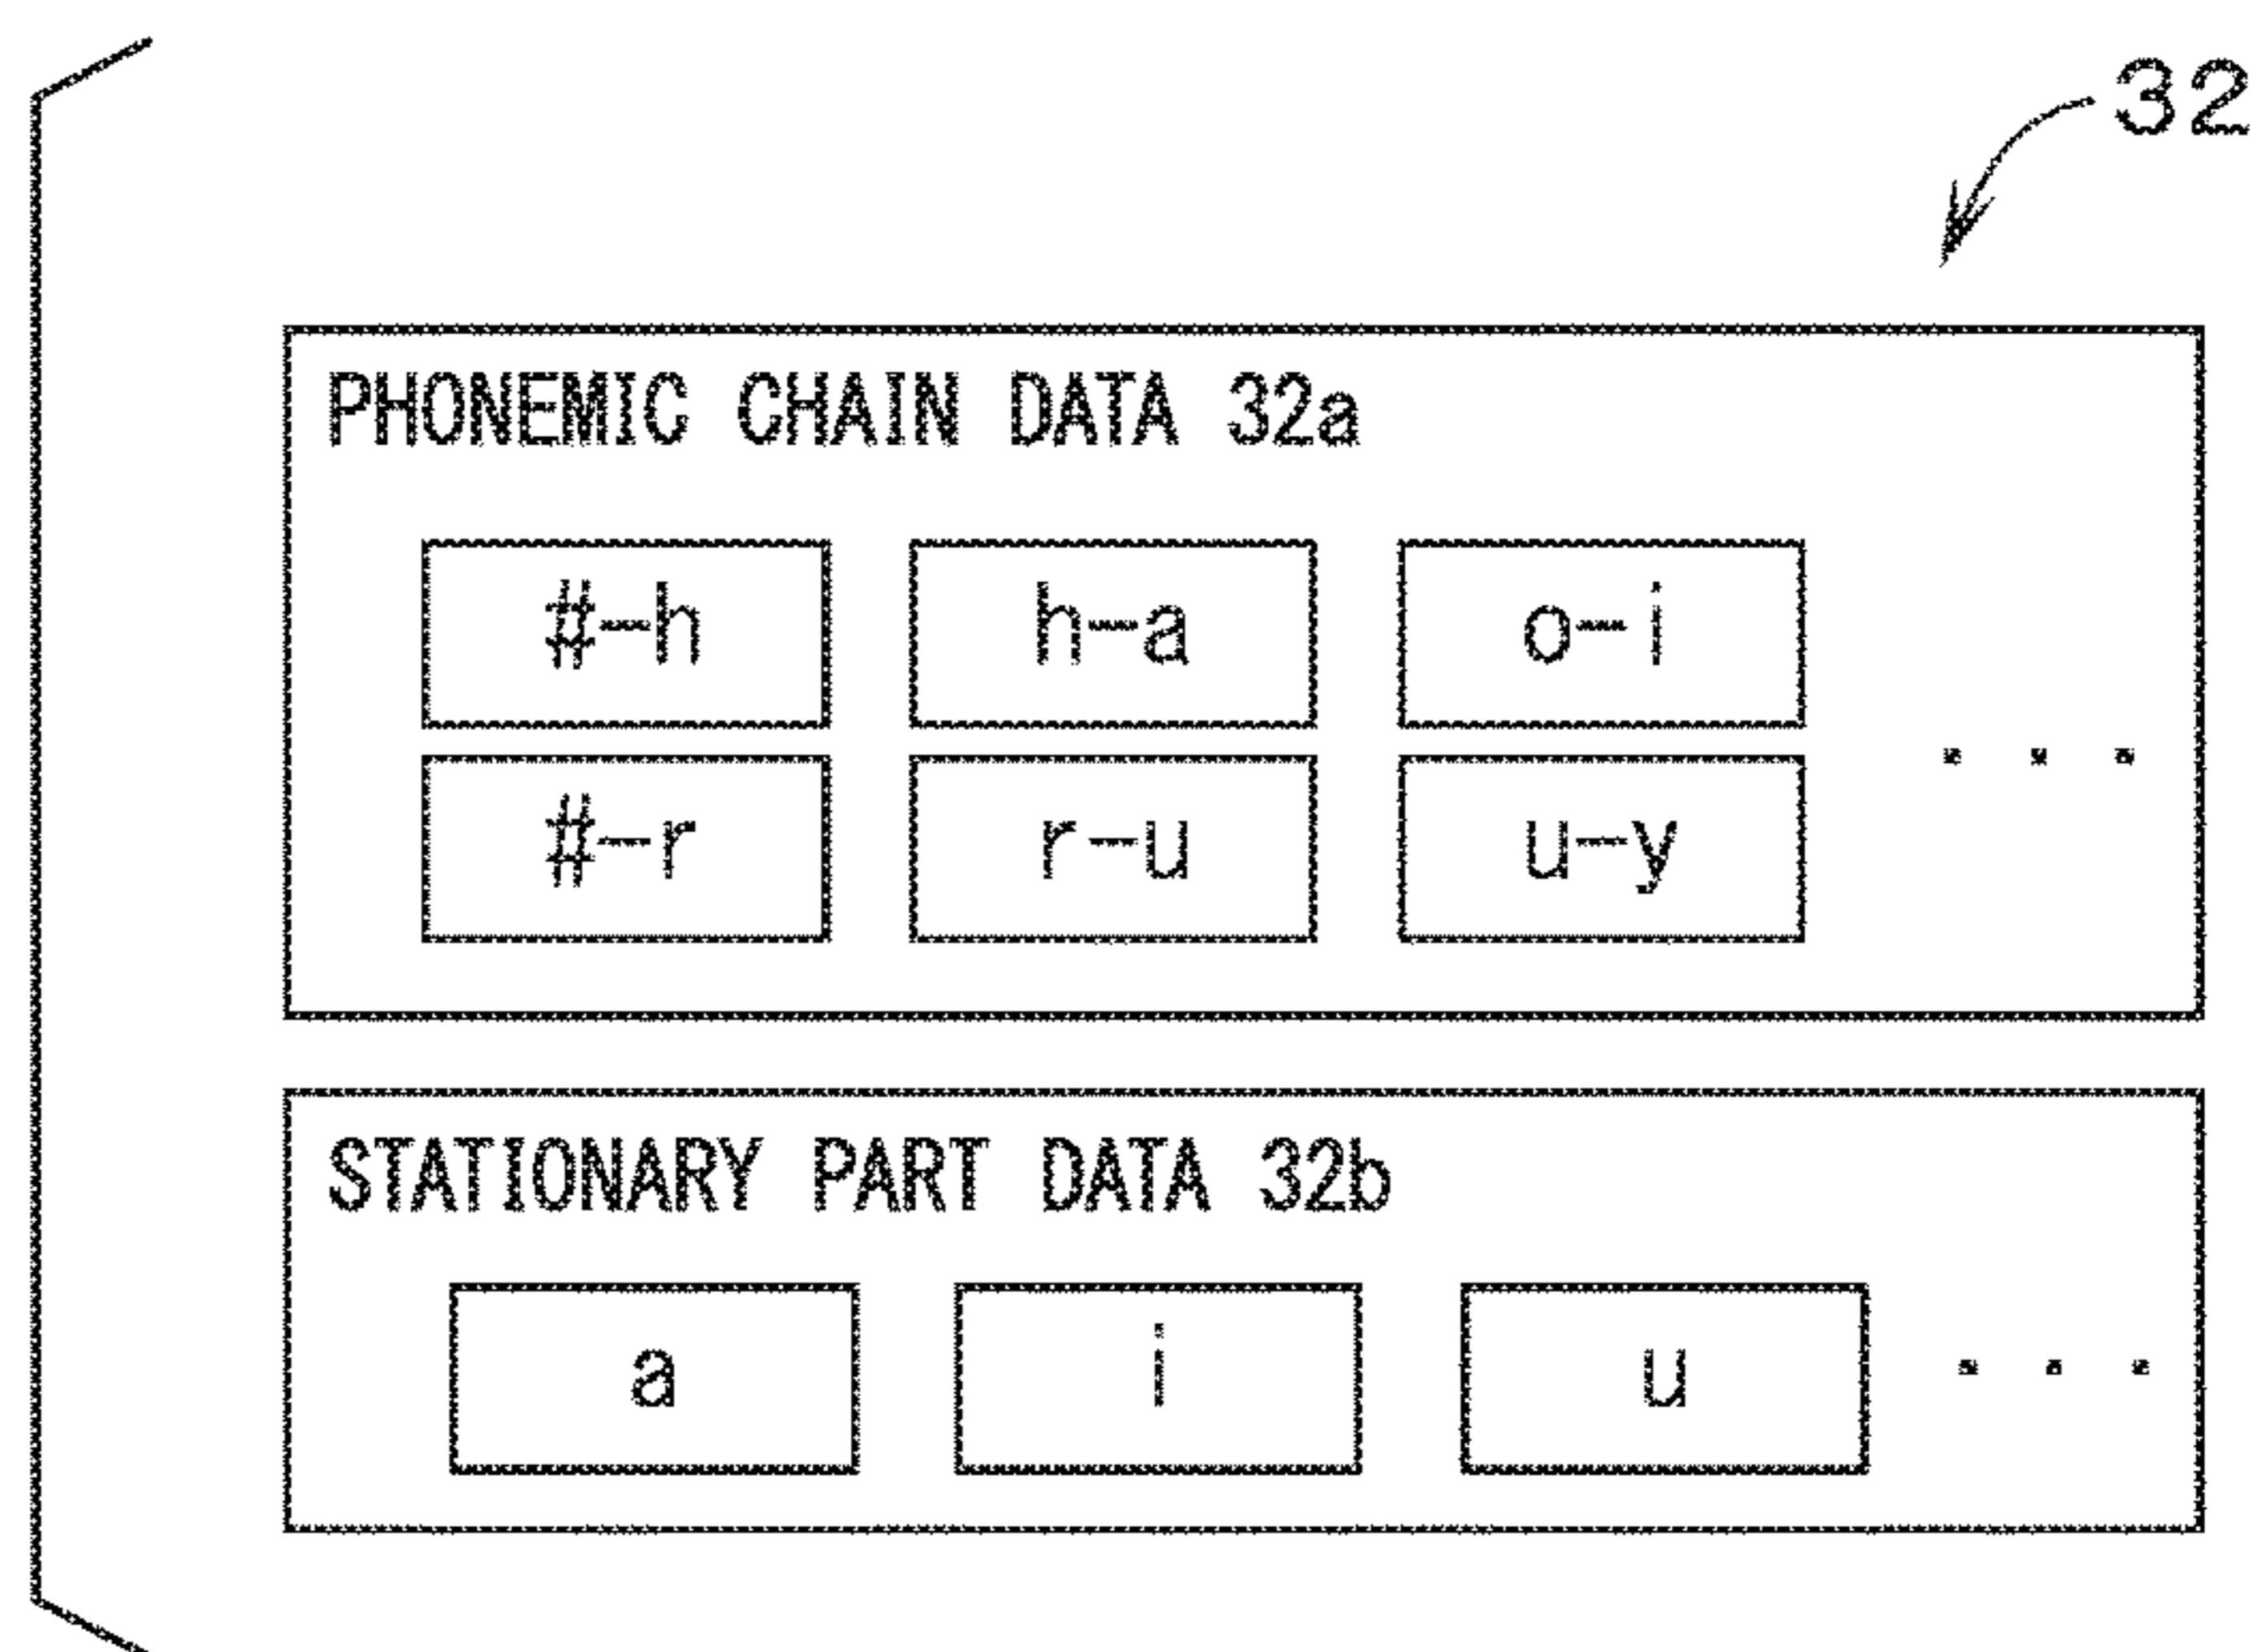 32
PHONEMIC CHAIN DATA 32a
#-h h-a o-i
#-r r-u u-y
. . .
STATIONARY PART DATA 32b
a i u . . .